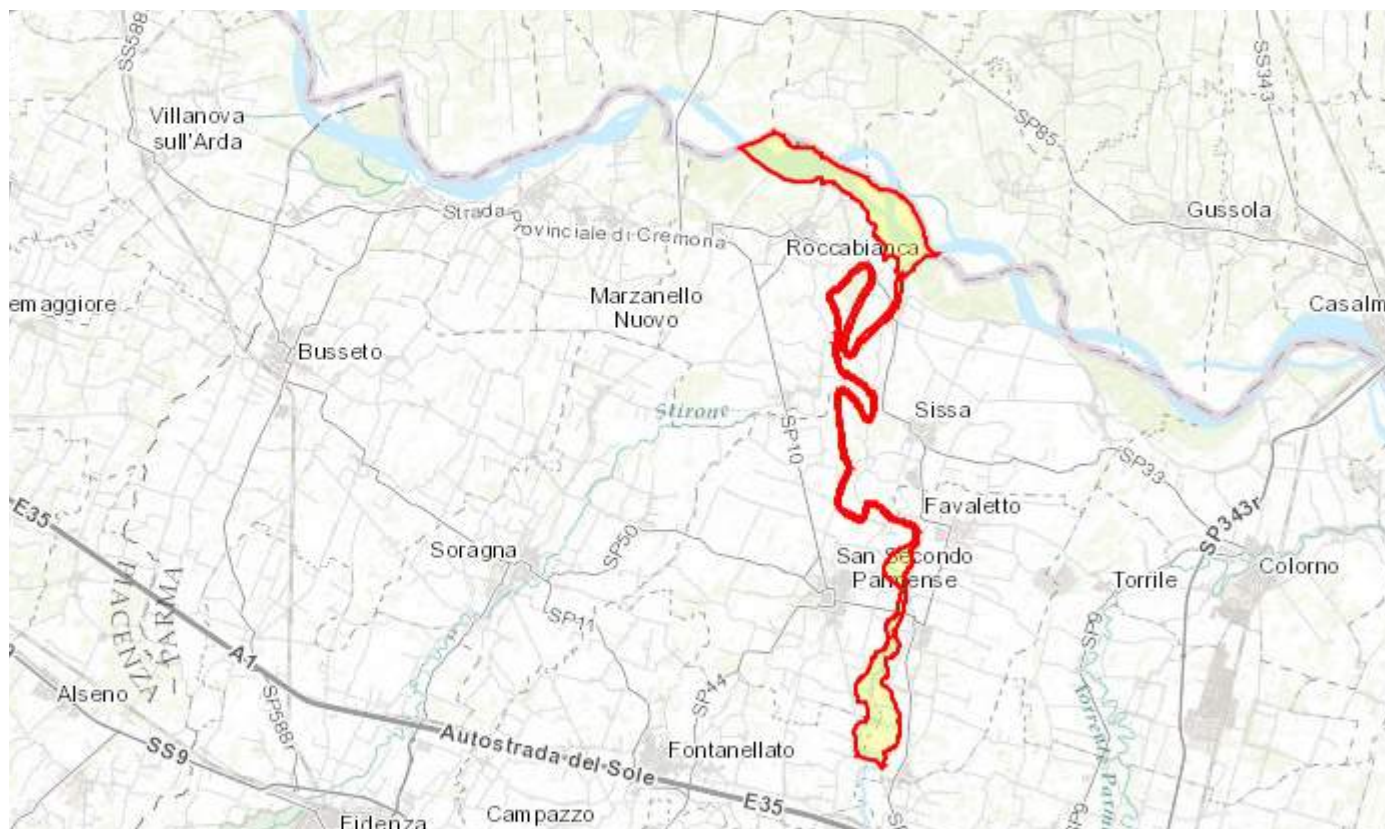 SS588
Villanova
sull'Arda
SP85
SS343
Gussola
Strada Provinciale di Cremona
Roccabianca
Marzanello
Nuovo
emaggiore
Casalm
Busseto
Stirone
Sissa
SP10
SP33
E35
Favaletto
SP343r
Soragna
SP50
San Secondo
Parmense
Torrile
Colorno
PIACENZA
PARMA
SP11
SP9
A1
Alseno
SP588r
SP44
Torrente Parma
SS9
Autostrada del Sole
Fontanellato
E35
Campazzo
SP9
Fidenza